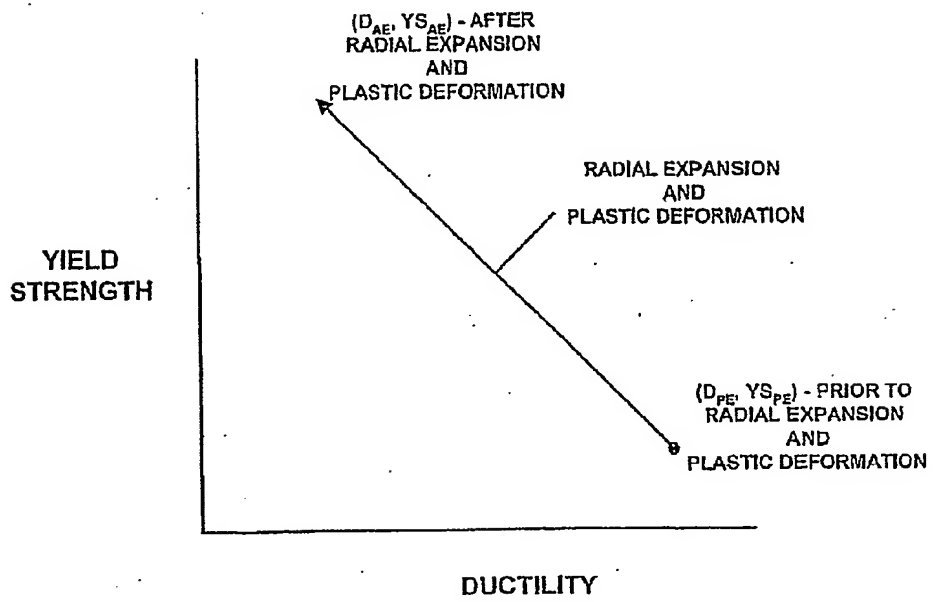 (D_AE, YS_AE) - AFTER
RADIAL EXPANSION
AND
PLASTIC DEFORMATION
RADIAL EXPANSION
AND
PLASTIC DEFORMATION
YIELD
STRENGTH
(D_PE, YS_PE) - PRIOR TO
RADIAL EXPANSION
AND
PLASTIC DEFORMATION
DUCTILITY